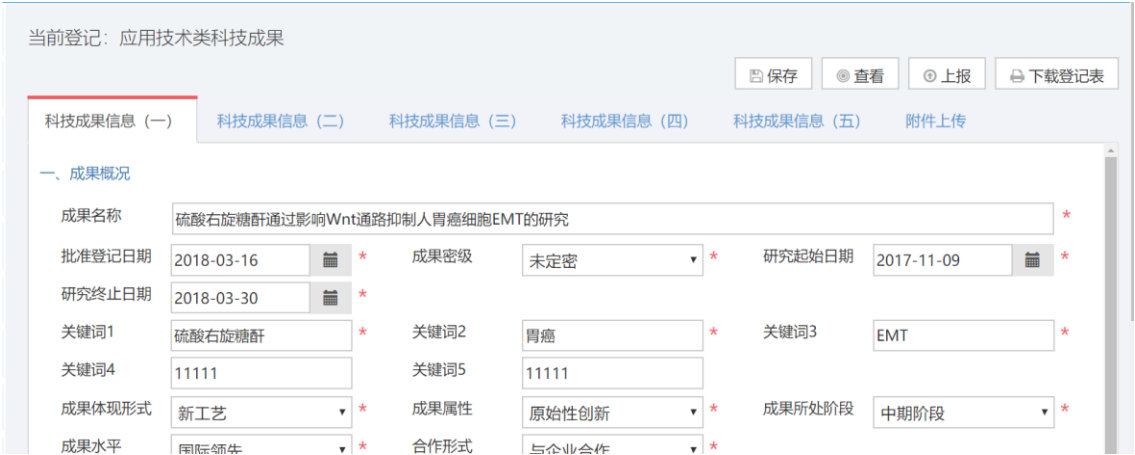 当前登记：应用技术类科技成果
保存 查看 上报 下载登记表
科技成果信息（一） 科技成果信息（二） 科技成果信息（三） 科技成果信息（四） 科技成果信息（五） 附件上传
一、成果概况
成果名称 硫酸右旋糖酐通过影响Wnt通路抑制人胃癌细胞EMT的研究 *
批准登记日期 2018-03-16 * 成果密级 未定密 * 研究起始日期 2017-11-09 *
研究终止日期 2018-03-30 *
关键词1 硫酸右旋糖酐 * 关键词2 胃癌 * 关键词3 EMT *
关键词4 11111 关键词5 11111
成果体现形式 新工艺 * 成果属性 原始性创新 * 成果所处阶段 中期阶段 *
成果水平 国际领先 * 合作形式 与企业合作 *